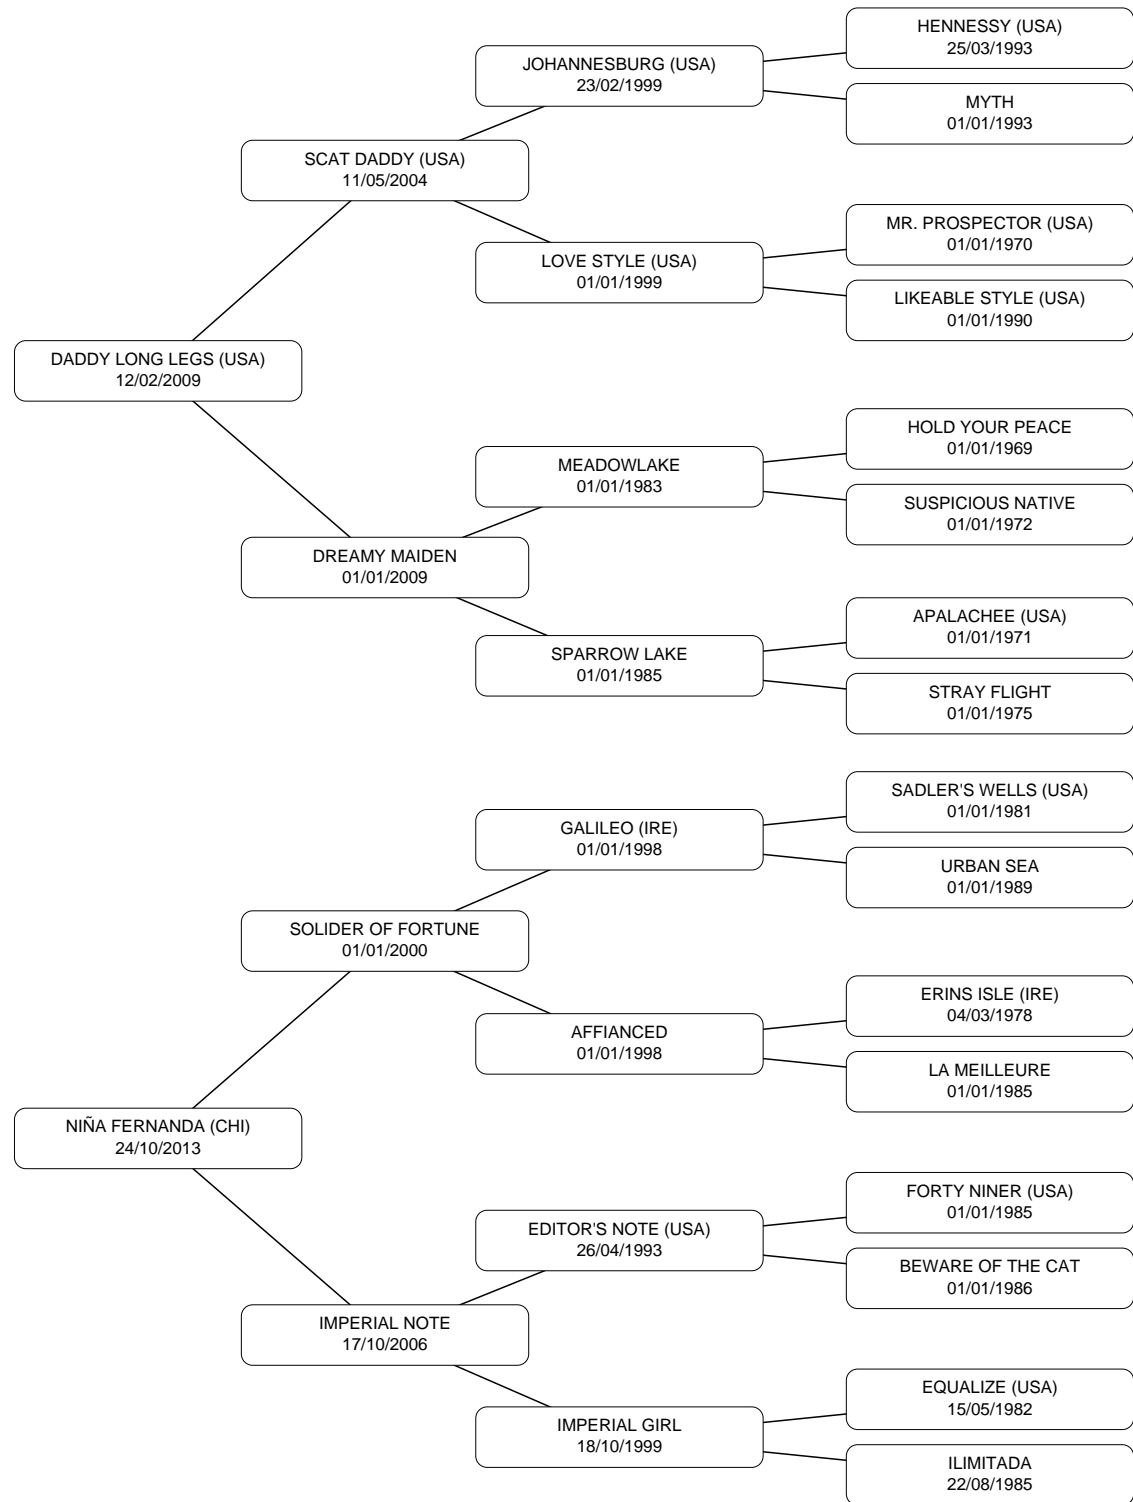 HENNESSY (USA)
25/03/1993
JOHANNESBURG (USA)
23/02/1999
MYTH
01/01/1993
SCAT DADDY (USA)
11/05/2004
MR. PROSPECTOR (USA)
01/01/1970
LOVE STYLE (USA)
01/01/1999
LIKEABLE STYLE (USA)
01/01/1990
DADDY LONG LEGS (USA)
12/02/2009
HOLD YOUR PEACE
01/01/1969
MEADOWLAKE
01/01/1983
SUSPICIOUS NATIVE
01/01/1972
DREAMY MAIDEN
01/01/2009
APALACHEE (USA)
01/01/1971
SPARROW LAKE
01/01/1985
STRAY FLIGHT
01/01/1975
SADLER'S WELLS (USA)
01/01/1981
GALILEO (IRE)
01/01/1998
URBAN SEA
01/01/1989
SOLIDER OF FORTUNE
01/01/2000
ERINS ISLE (IRE)
04/03/1978
AFFIANCED
01/01/1998
LA MEILLEURE
01/01/1985
NIÑA FERNANDA (CHI)
24/10/2013
FORTY NINER (USA)
01/01/1985
EDITOR'S NOTE (USA)
26/04/1993
BEWARE OF THE CAT
01/01/1986
IMPERIAL NOTE
17/10/2006
EQUALIZE (USA)
15/05/1982
IMPERIAL GIRL
18/10/1999
ILIMITADA
22/08/1985